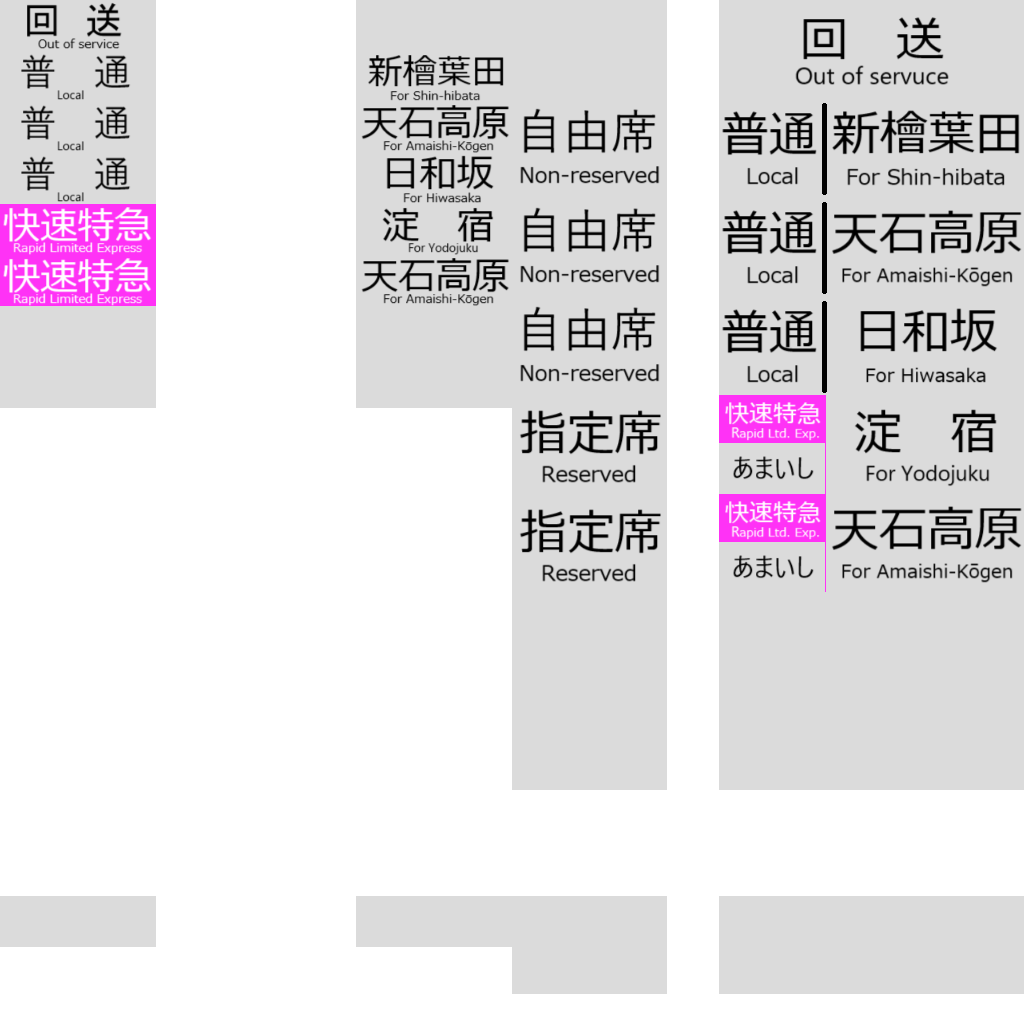 回 送
Out of service
普 通
Local
普 通
Local
普 通
Local
快速特急
Rapid Limited Express
快速特急
Rapid Limited Express
新檜葉田
For Shin-hibata
天石高原
For Amaishi-Kōgen
日和坂
For Hiwasaka
淀 宿
For Yodojuku
天石高原
For Amaishi-Kōgen
自由席
Non-reserved
自由席
Non-reserved
自由席
Non-reserved
指定席
Reserved
指定席
Reserved
回 送
Out of servuce
普通 新檜葉田
Local For Shin-hibata
普通 天石高原
Local For Amaishi-Kōgen
普通 日和坂
Local For Hiwasaka
快速特急
Rapid Ltd. Exp.
あまいし
淀 宿
For Yodojuku
快速特急
Rapid Ltd. Exp.
あまいし
天石高原
For Amaishi-Kōgen